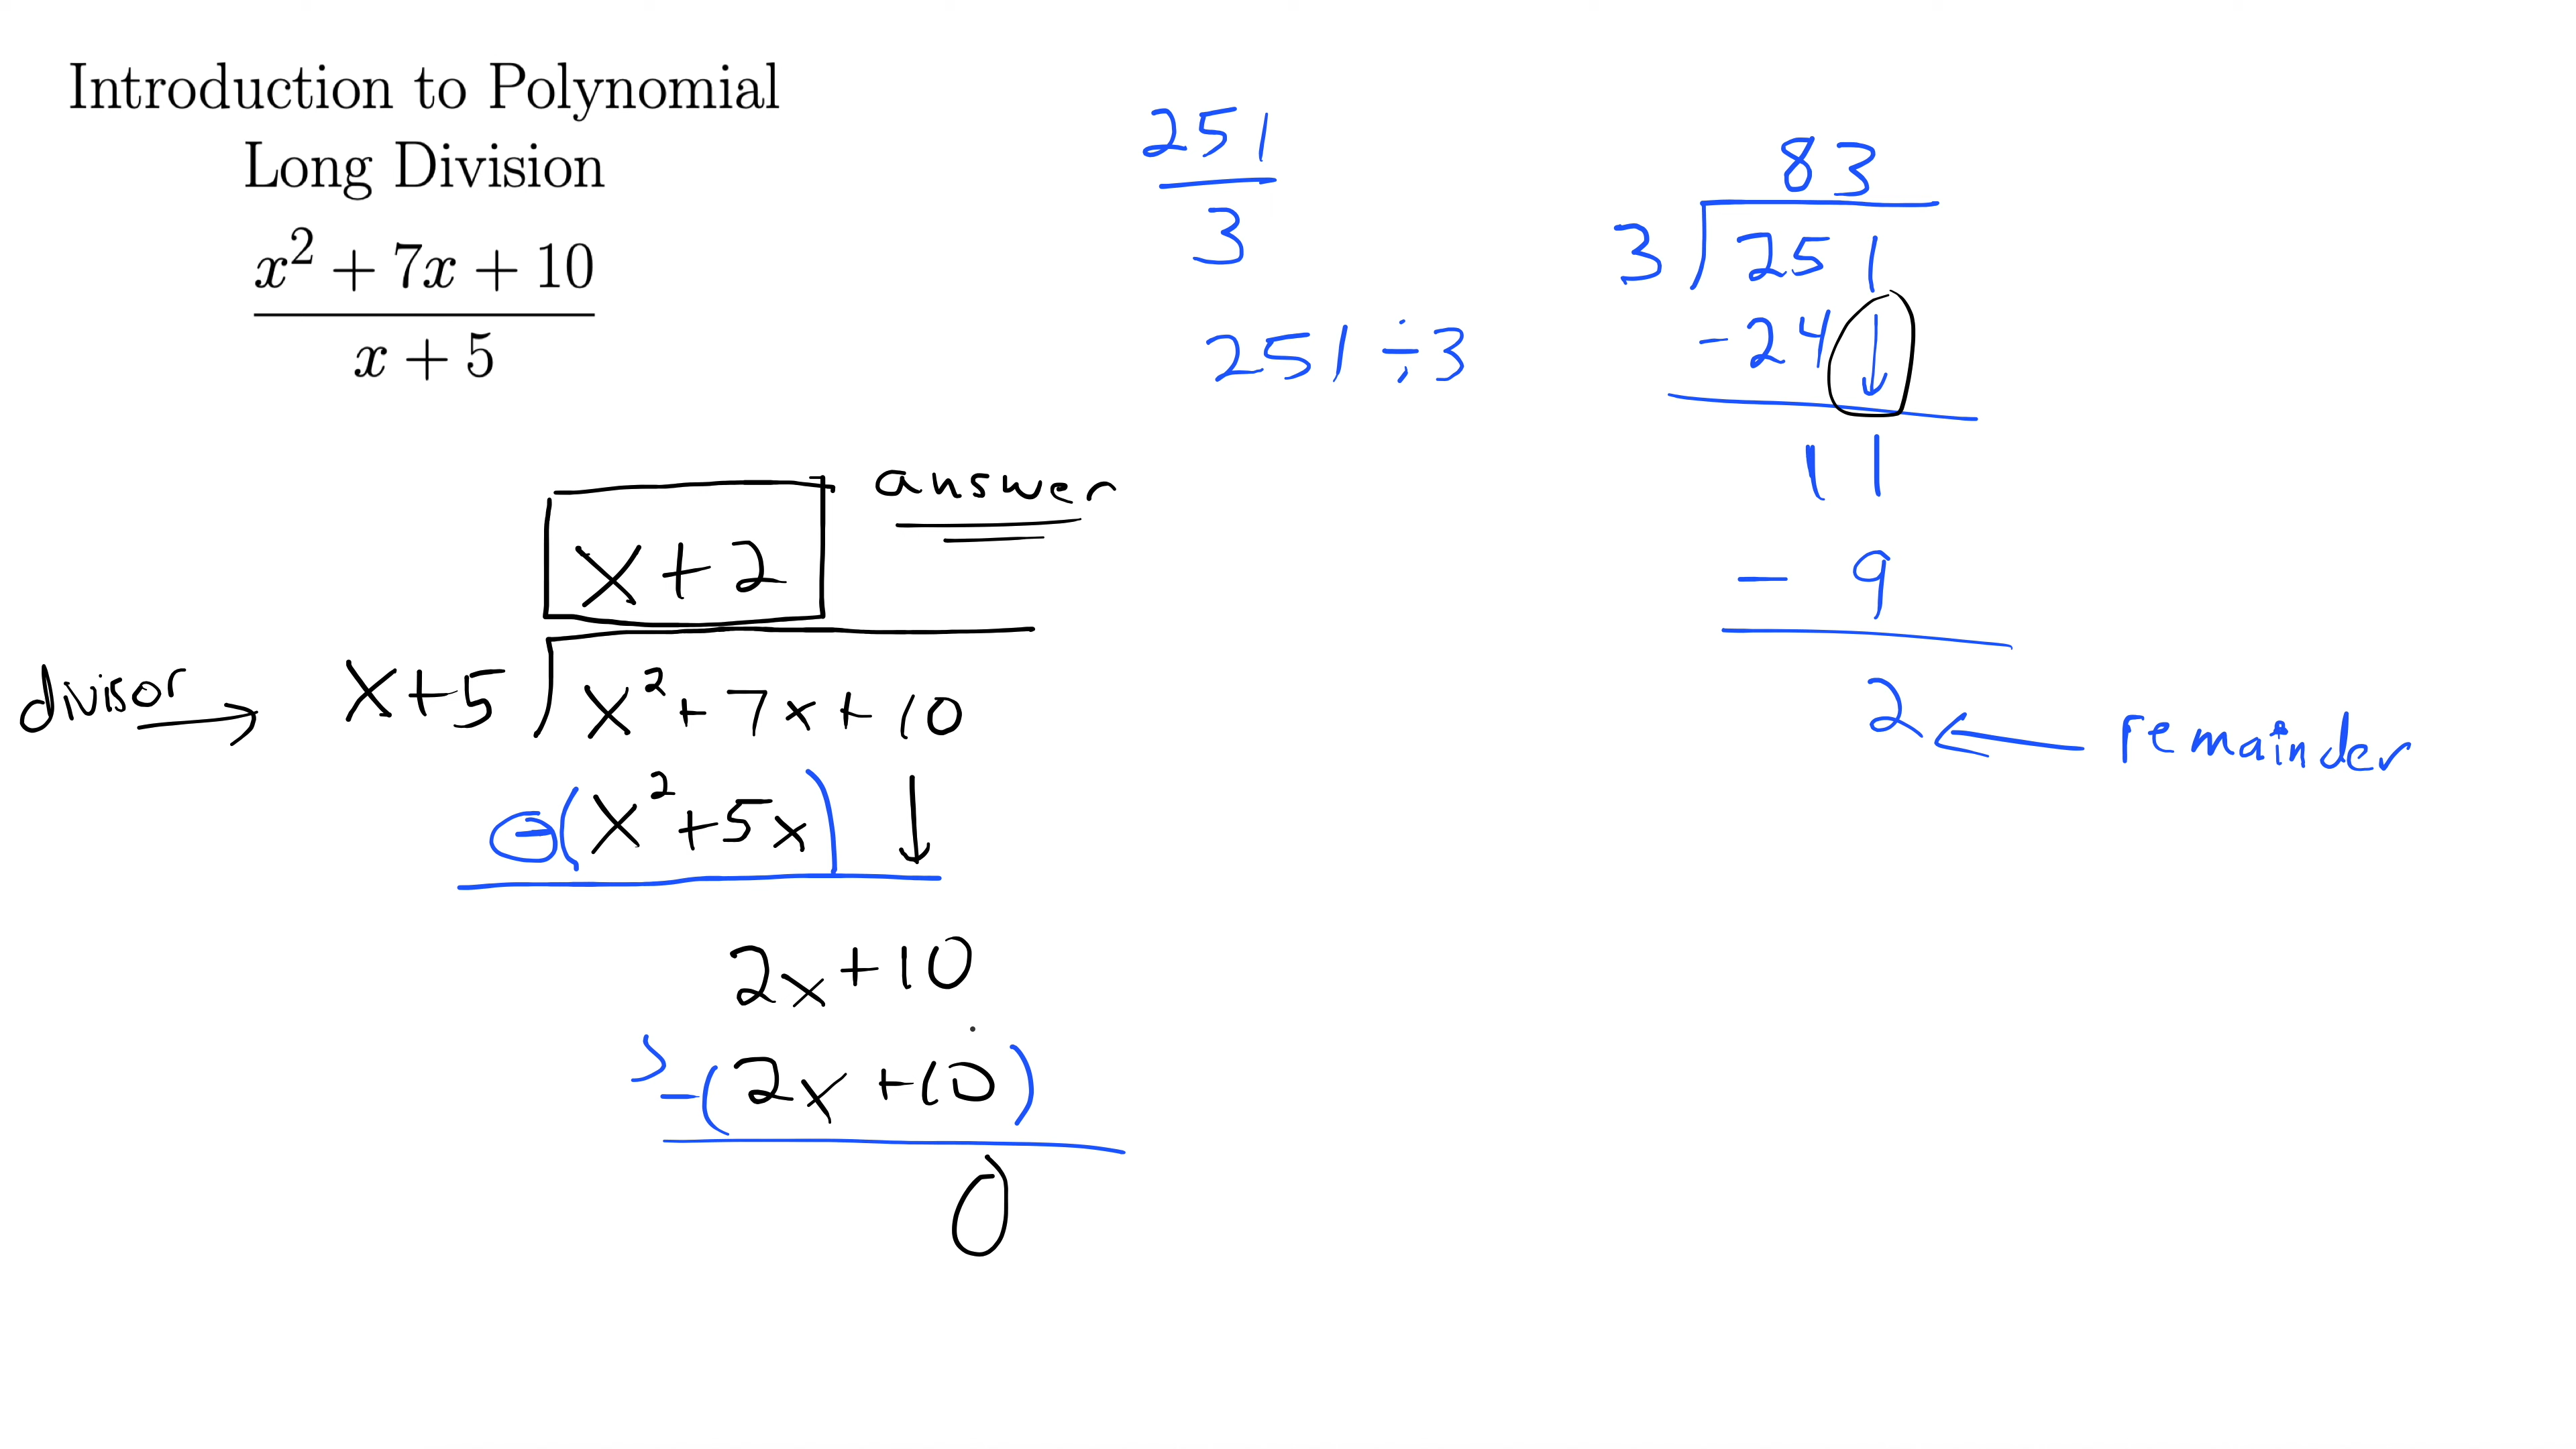 Introduction to Polynomial
Long Division
x² + 7x + 10
x + 5
251
3
251 ÷ 3
83
3 251
-24
11
- 9
2 ← remainder
answer
x+2
divisor → x+5 x²+7x+10
-(x²+5x)
2x+10
-(2x+10)
0